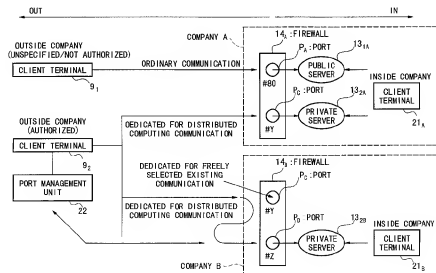 OUT
IN
COMPANY A
14A :FIREWALL
OUTSIDE COMPANY
(UNSPECIFIED/NOT AUTHORIZED)
CLIENT TERMINAL
91
ORDINARY COMMUNICATION
PA :PORT
#80
131A
PUBLIC
SERVER
INSIDE COMPANY
CLIENT
TERMINAL
21A
PC :PORT
#Y
132A
PRIVATE
SERVER
OUTSIDE COMPANY
(AUTHORIZED)
CLIENT TERMINAL
92
DEDICATED FOR DISTRIBUTED
COMPUTING COMMUNICATION
PORT MANAGEMENT
UNIT
22
DEDICATED FOR FREELY
SELECTED EXISTING
COMMUNICATION
DEDICATED FOR DISTRIBUTED
COMPUTING COMMUNICATION
14B :FIREWALL
PC :PORT
#Y
PD :PORT
#Z
132B
PRIVATE
SERVER
INSIDE COMPANY
CLIENT
TERMINAL
21B
COMPANY B